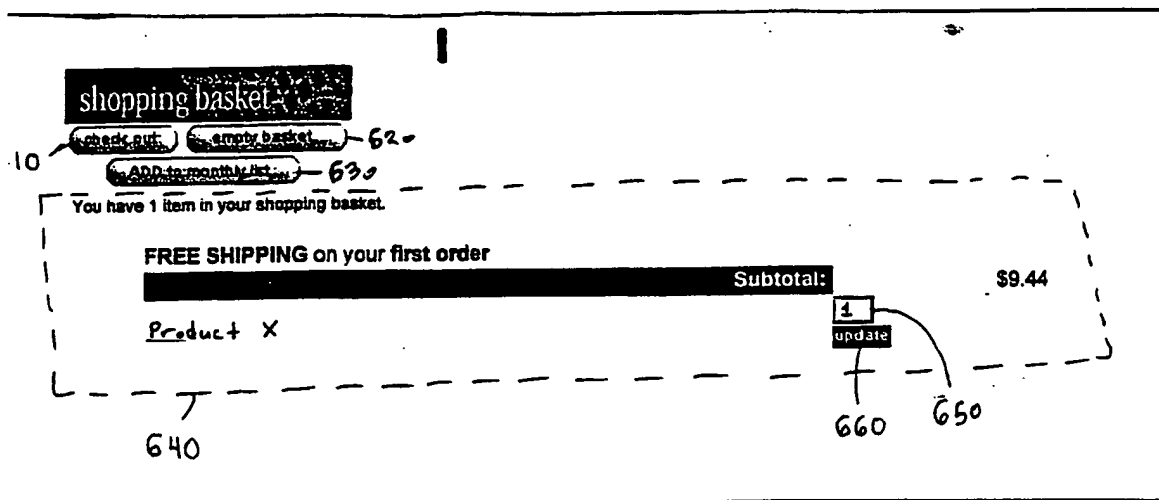 shopping basket
check out empty basket 620
10 ADD to monthly list 630
You have 1 item in your shopping basket.
FREE SHIPPING on your first order
Subtotal: $9.44
1
Product X
update
640 660 650